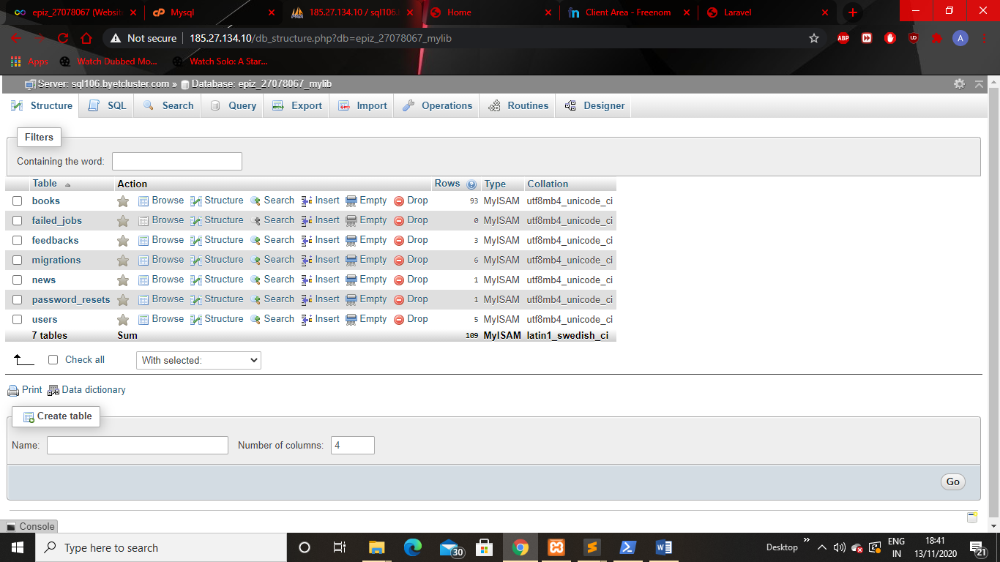 epiz_27078067 (Websit
Mysql
185.27.134.10 / sql106.
Home
Client Area - Freenom
Laravel
Not secure
185.27.134.10/db_structure.php?db=epiz_27078067_mylib
ABP
A
Apps
Watch Dubbed Mo...
Watch Solo: A Star...
Server: sql106.byetcluster.com » Database: epiz_27078067_mylib
Structure SQL Search Query Export Import Operations Routines Designer
Filters
Containing the word:
Table Action Rows Type Collation
books Browse Structure Search Insert Empty Drop 93 MyISAM utf8mb4_unicode_ci
failed_jobs Browse Structure Search Insert Empty Drop 0 MyISAM utf8mb4_unicode_ci
feedbacks Browse Structure Search Insert Empty Drop 3 MyISAM utf8mb4_unicode_ci
migrations Browse Structure Search Insert Empty Drop 6 MyISAM utf8mb4_unicode_ci
news Browse Structure Search Insert Empty Drop 1 MyISAM utf8mb4_unicode_ci
password_resets Browse Structure Search Insert Empty Drop 1 MyISAM utf8mb4_unicode_ci
users Browse Structure Search Insert Empty Drop 5 MyISAM utf8mb4_unicode_ci
7 tables Sum 109 MyISAM latin1_swedish_ci
Check all
With selected:
Print Data dictionary
Create table
Name:
Number of columns: 4
Go
Console
Type here to search
30
Desktop
ENG
IN
18:41
13/11/2020
21